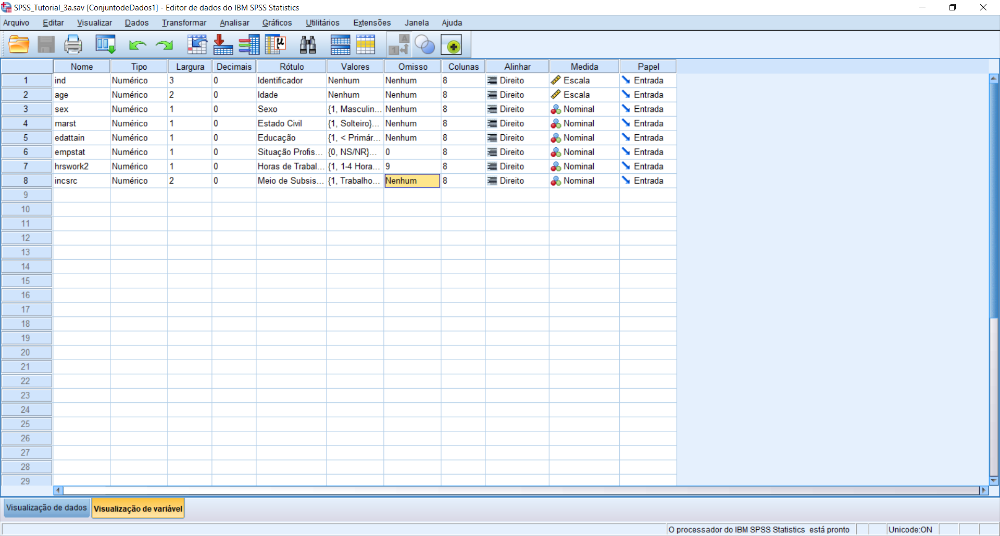 SPSS_Tutorial_3a.sav [ConjuntodeDados1] - Editor de dados do IBM SPSS Statistics
Arquivo Editar Visualizar Dados Transformar Analisar Gráficos Utilitários Extensões Janela Ajuda
Nome Tipo Largura Decimais Rótulo Valores Omisso Colunas Alinhar Medida Papel
1 ind Numérico 3 0 Identificador Nenhum Nenhum 8 Direito Escala Entrada
2 age Numérico 2 0 Idade Nenhum Nenhum 8 Direito Escala Entrada
3 sex Numérico 1 0 Sexo {1, Masculin... Nenhum 8 Direito Nominal Entrada
4 marst Numérico 1 0 Estado Civil {1, Solteiro}... Nenhum 8 Direito Nominal Entrada
5 edattain Numérico 1 0 Educação {1, < Primár... Nenhum 8 Direito Nominal Entrada
6 empstat Numérico 1 0 Situação Profis... {0, NS/NR}... 0 8 Direito Nominal Entrada
7 hrswork2 Numérico 1 0 Horas de Trabal... {1, 1-4 Hora... 9 8 Direito Nominal Entrada
8 incsrc Numérico 2 0 Meio de Subsis... {1, Trabalho... Nenhum 8 Direito Nominal Entrada
9
10
11
12
13
14
15
16
17
18
19
20
21
22
23
24
25
26
27
28
29
Visualização de dados Visualização de variável
O processador do IBM SPSS Statistics está pronto Unicode:ON